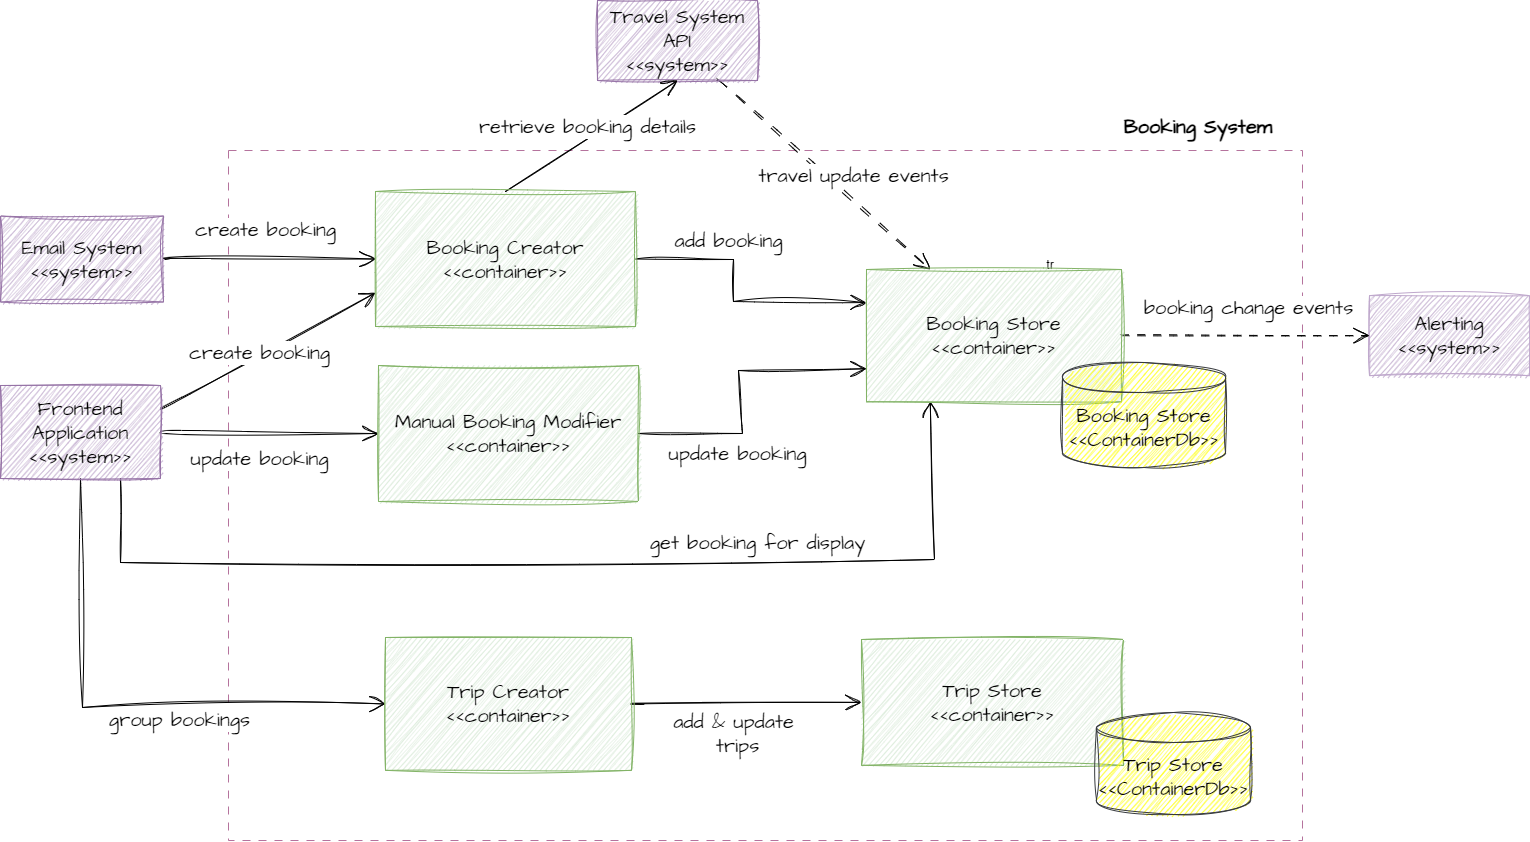 Travel System
API
<<system>>
retrieve booking details
Booking System
travel update events
Email System
<<system>>
create booking
Booking Creator
<<container>>
add booking
tr
Booking Store
<<container>>
booking change events
Alerting
<<system>>
create booking
Frontend
Application
<<system>>
update booking
Manual Booking Modifier
<<container>>
update booking
Booking Store
<<ContainerDb>>
get booking for display
group bookings
Trip Creator
<<container>>
add & update
trips
Trip Store
<<container>>
Trip Store
<<ContainerDb>>